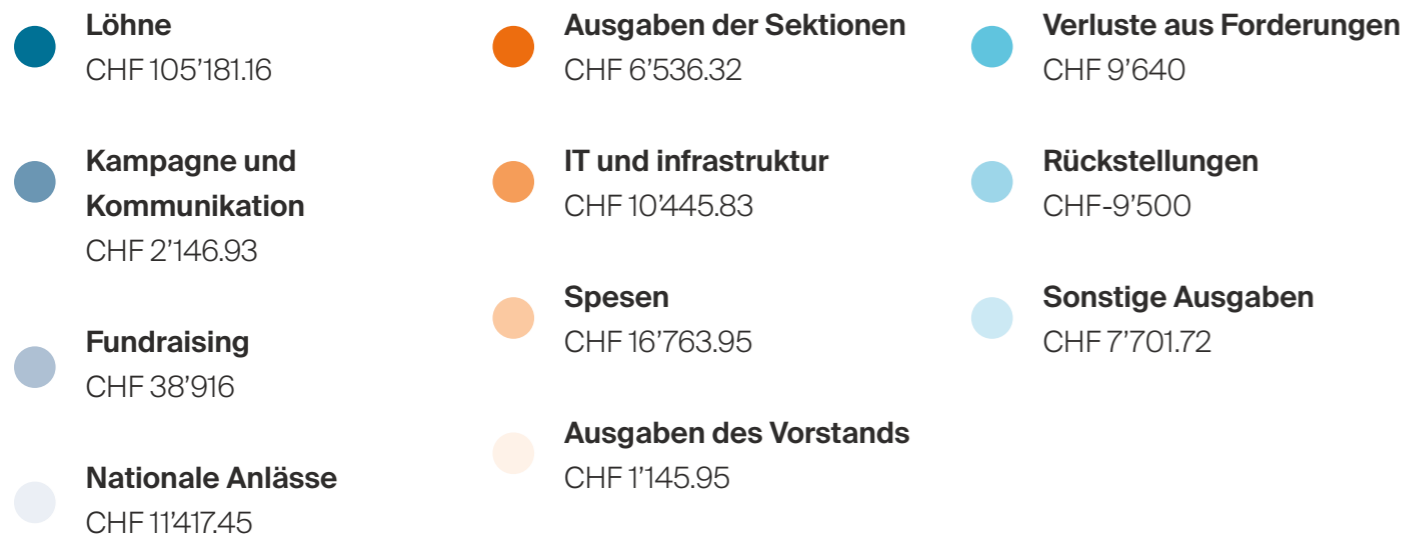 Löhne
CHF 105’181.16
Kampagne und
Kommunikation
CHF 2’146.93
Fundraising
CHF 38’916
Nationale Anlässe
CHF 11’417.45
Ausgaben der Sektionen
CHF 6’536.32
IT und infrastruktur
CHF 10’445.83
Spesen
CHF 16’763.95
Ausgaben des Vorstands
CHF 1’145.95
Verluste aus Forderungen
CHF 9’640
Rückstellungen
CHF-9’500
Sonstige Ausgaben
CHF 7’701.72